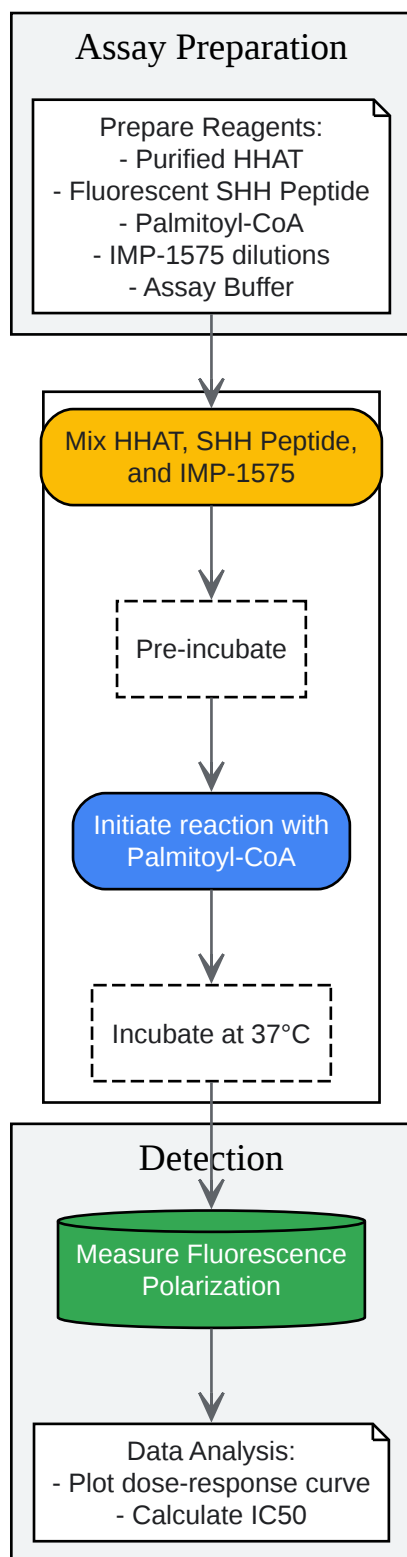 Assay Preparation
Prepare Reagents:
- Purified HHAT
- Fluorescent SHH Peptide
- Palmitoyl-CoA
- IMP-1575 dilutions
- Assay Buffer
Mix HHAT, SHH Peptide,
and IMP-1575
Pre-incubate
Initiate reaction with
Palmitoyl-CoA
Incubate at 37°C
Detection
Measure Fluorescence
Polarization
Data Analysis:
- Plot dose-response curve
- Calculate IC50